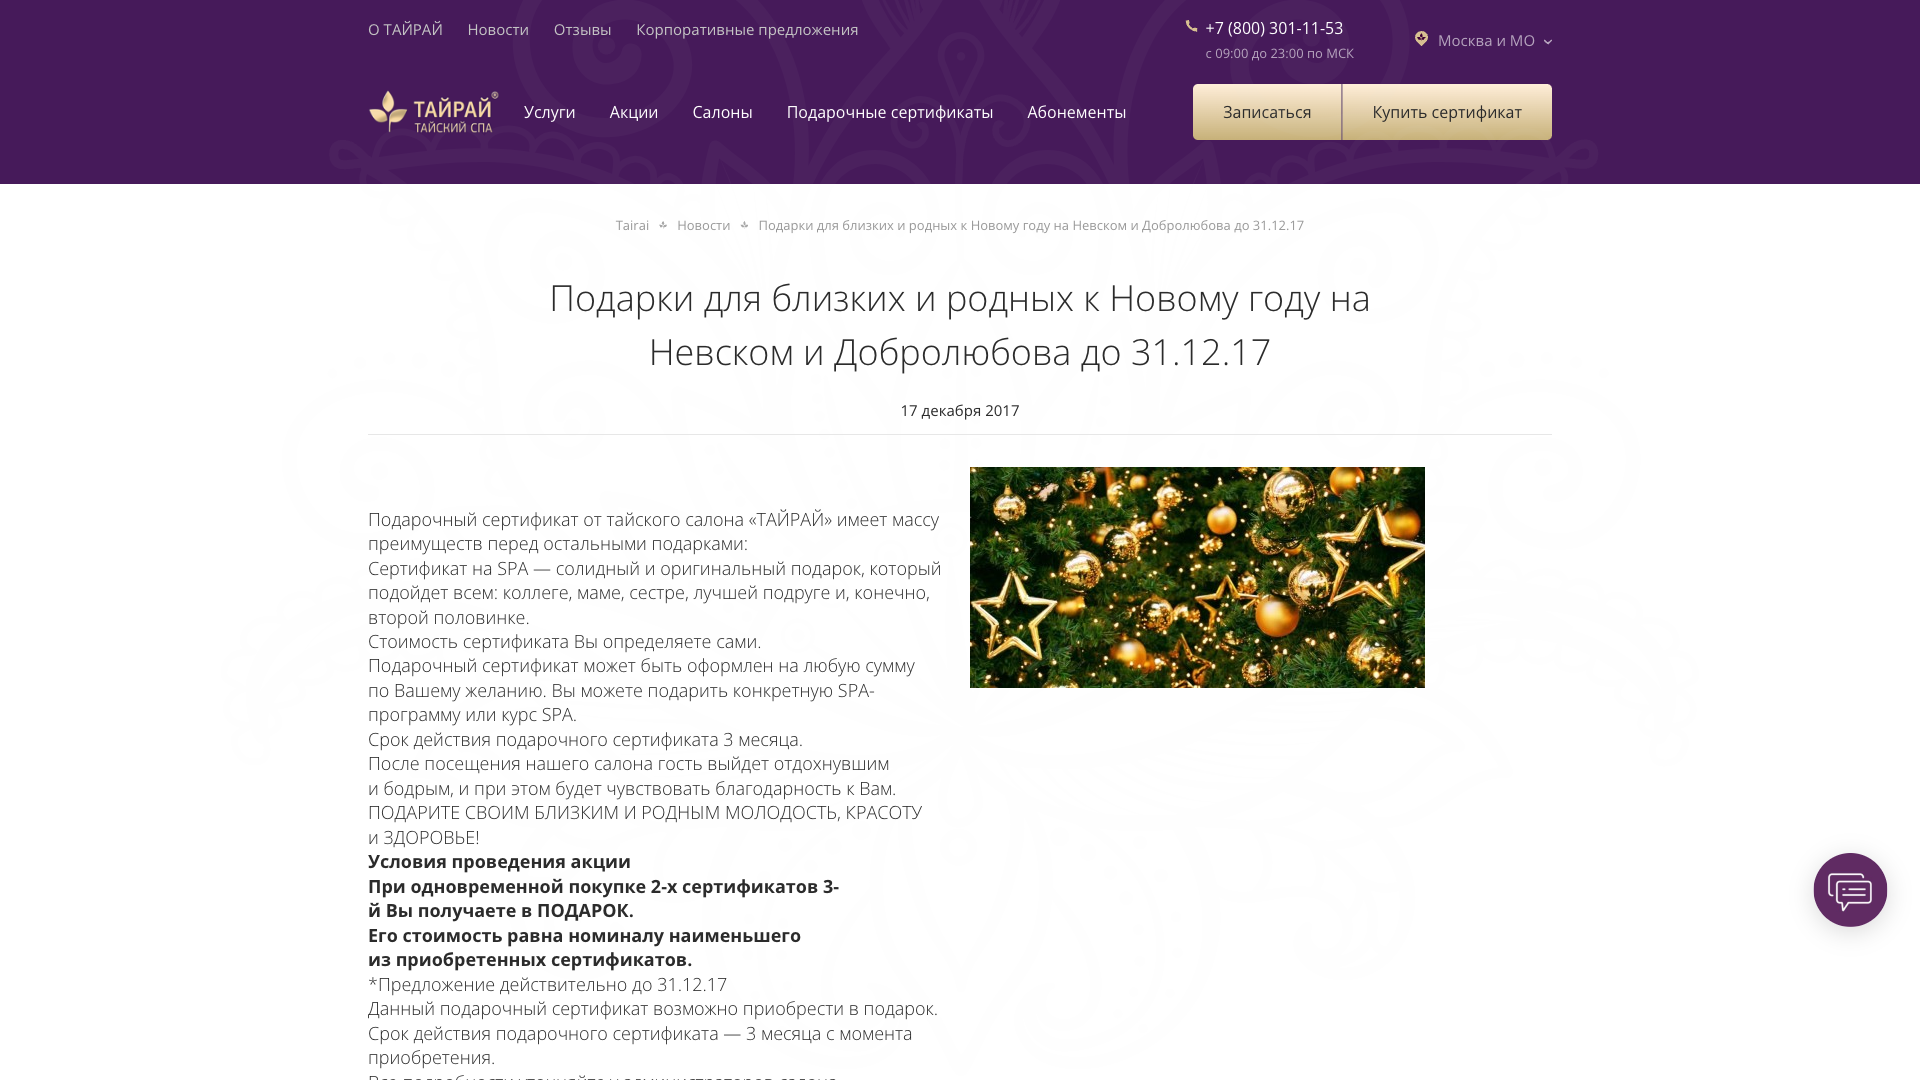 О ТАЙРАЙ Новости Отзывы Корпоративные предложения
+7 (800) 301-11-53
с 09:00 до 23:00 по МСК
Москва и МО
ТАЙРАЙ®
ТАЙСКИЙ СПА
Услуги Акции Салоны Подарочные сертификаты Абонементы
Записаться Купить сертификат
Tairai Новости Подарки для близких и родных к Новому году на Невском и Добролюбова до 31.12.17
Подарки для близких и родных к Новому году на
Невском и Добролюбова до 31.12.17
17 декабря 2017
Подарочный сертификат от тайского салона «ТАЙРАЙ» имеет массу
преимуществ перед остальными подарками:
Сертификат на SPA — солидный и оригинальный подарок, который
подойдет всем: коллеге, маме, сестре, лучшей подруге и, конечно,
второй половинке.
Стоимость сертификата Вы определяете сами.
Подарочный сертификат может быть оформлен на любую сумму
по Вашему желанию. Вы можете подарить конкретную SPA-
программу или курс SPA.
Срок действия подарочного сертификата 3 месяца.
После посещения нашего салона гость выйдет отдохнувшим
и бодрым, и при этом будет чувствовать благодарность к Вам.
ПОДАРИТЕ СВОИМ БЛИЗКИМ И РОДНЫМ МОЛОДОСТЬ, КРАСОТУ
и ЗДОРОВЬЕ!
Условия проведения акции
При одновременной покупке 2-х сертификатов 3-
й Вы получаете в ПОДАРОК.
Его стоимость равна номиналу наименьшего
из приобретенных сертификатов.
*Предложение действительно до 31.12.17
Данный подарочный сертификат возможно приобрести в подарок.
Срок действия подарочного сертификата — 3 месяца с момента
приобретения.